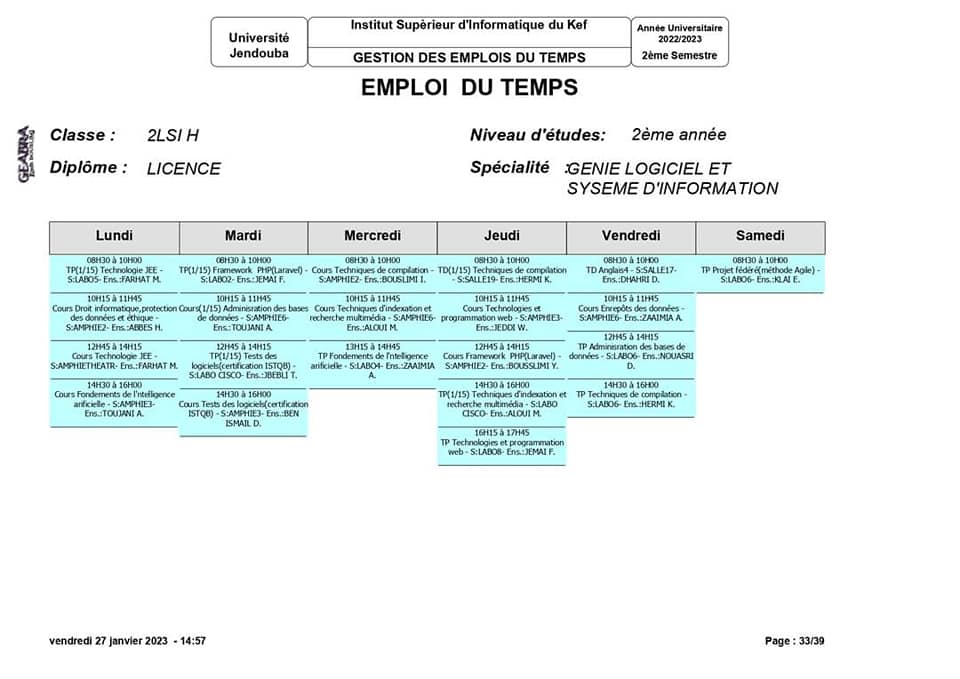 Université
Jendouba
Institut Supèrieur d'Informatique du Kef
GESTION DES EMPLOIS DU TEMPS
Année Universitaire
2022/2023
2ème Semestre
EMPLOI DU TEMPS
GEABRA
Classe : 2LSI H
Niveau d'études: 2ème année
Diplôme : LICENCE
Spécialité :GENIE LOGICIEL ET
SYSEME D'INFORMATION
Lundi
08H30 à 10H00
TP(1/15) Technologie JEE -
S:LABO5- Ens.:FARHAT M.
10H15 à 11H45
Cours Droit informatique,protection
des données et éthique -
S:AMPHIE2- Ens.:ABBES H.
12H45 à 14H15
Cours Technologie JEE -
S:AMPHITHEATR- Ens.:FARHAT M.
14H30 à 16H00
Cours Fondements de l'intelligence
arificielle - S:AMPHIE3-
Ens.:TOUJANI A.
Mardi
08H30 à 10H00
TP(1/15) Framework PHP(Laravel) -
S:LABO2- Ens.:JEMAI F.
10H15 à 11H45
Cours(1/15) Adminisration des bases
de données - S:AMPHIE6-
Ens.:TOUJANI A.
12H45 à 14H15
TP(1/15) Tests des
logiciels(certification ISTQB) -
S:LABO CISCO- Ens.:JBEBLI T.
14H30 à 16H00
Cours Tests des logiciels(certification
ISTQB) - S:AMPHIE3- Ens.:BEN
ISMAIL D.
Mercredi
08H30 à 10H00
Cours Techniques de compilation -
S:AMPHIE2- Ens.:BOUSLIMI I.
10H15 à 11H45
Cours Techniques d'indexation et
recherche multimédia - S:AMPHIE6-
Ens.:ALOUI M.
13H15 à 14H45
TP Fondements de l'intelligence
arificielle - S:LABO4- Ens.:ZAAIMIA
A.
Jeudi
08H30 à 10H00
TD(1/15) Techniques de compilation
- S:SALLE19- Ens.:HERMI K.
10H15 à 11H45
Cours Technologies et
programmation web - S:AMPHIE3-
Ens.:JEDDI W.
12H45 à 14H15
Cours Framework PHP(Laravel) -
S:AMPHIE2- Ens.:BOUSSLIMI Y.
14H30 à 16H00
TP(1/15) Techniques d'indexation et
recherche multimédia - S:LABO
CISCO- Ens.:ALOUI M.
16H15 à 17H45
TP Technologies et programmation
web - S:LABO8- Ens.:JEMAI F.
Vendredi
08H30 à 10H00
TD Anglais4 - S:SALLE17-
Ens.:DHAHRI D.
10H15 à 11H45
Cours Enrepôts des données -
S:AMPHIE6- Ens.:ZAAIMIA A.
12H45 à 14H15
TP Adminisration des bases de
données - S:LABO6- Ens.:NOUASRI
D.
14H30 à 16H00
TP Techniques de compilation -
S:LABO6- Ens.:HERMI K.
Samedi
08H30 à 10H00
TP Projet fédéré(méthode Agile) -
S:LABO6- Ens.:KLAI E.
vendredi 27 janvier 2023 - 14:57
Page : 33/39